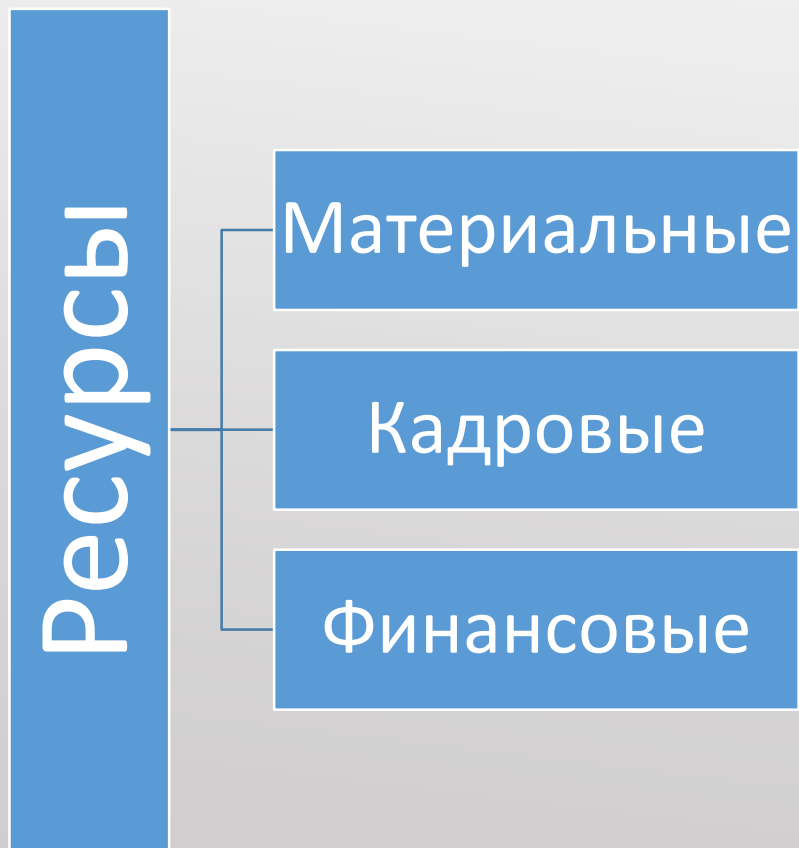 Ресурсы
Материальные
Кадровые
Финансовые